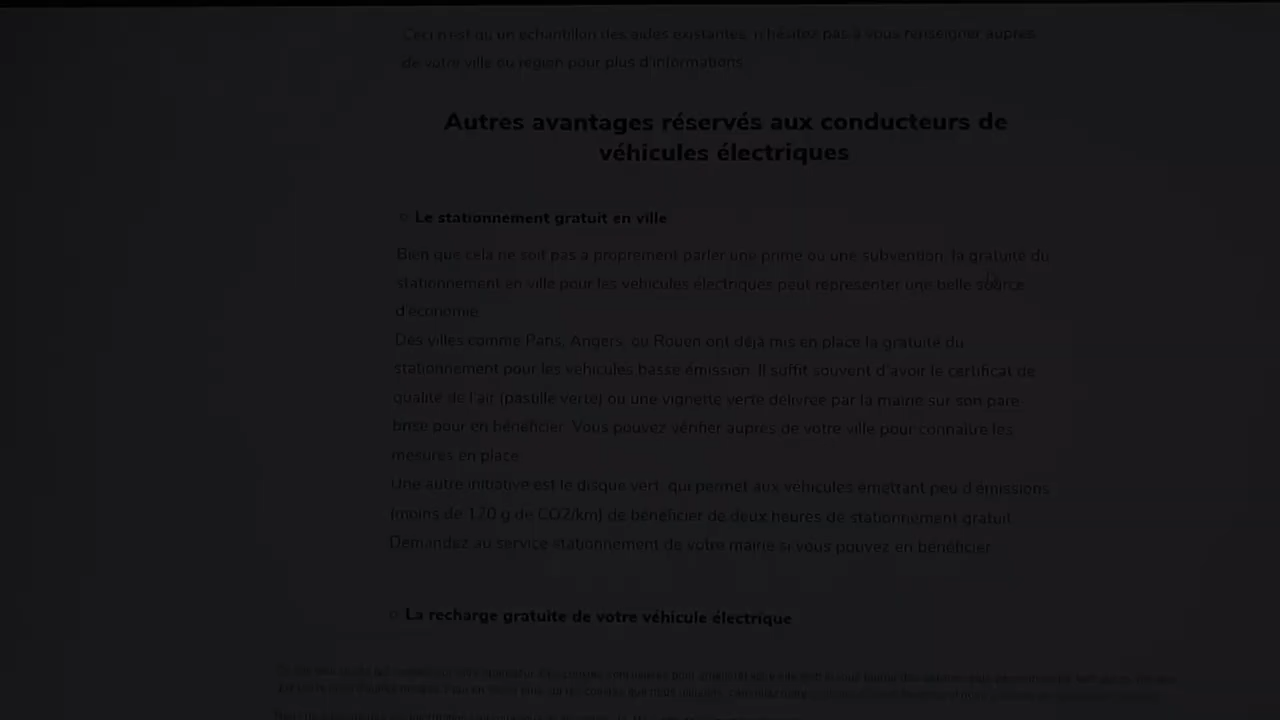 Ceci n'est qu'un échantillon des aides existantes, n'hésitez pas à vous renseigner auprès
de votre ville ou région pour plus d'informations.
Autres avantages réservés aux conducteurs de
véhicules électriques
Le stationnement gratuit en ville
Bien que cela ne soit pas à proprement parler une prime ou une subvention, la gratuité du
stationnement en ville pour les véhicules électriques peut représenter une belle source
d'économie.
Des villes comme Paris, Angers, ou Rouen ont déjà mis en place la gratuité du
stationnement pour les véhicules basse émission. Il suffit souvent d'avoir le certificat de
qualité de l'air (pastille verte) ou une vignette verte délivrée par la mairie sur son pare-
brise pour en bénéficier. Vous pouvez vérifier auprès de votre ville pour connaître les
mesures en place.
Une autre initiative est le disque vert, qui permet aux véhicules émettant peu d'émissions
(moins de 120 g de CO2/km) de bénéficier de deux heures de stationnement gratuit.
Demandez au service stationnement de votre mairie si vous pouvez en bénéficier.
La recharge gratuite de votre véhicule électrique